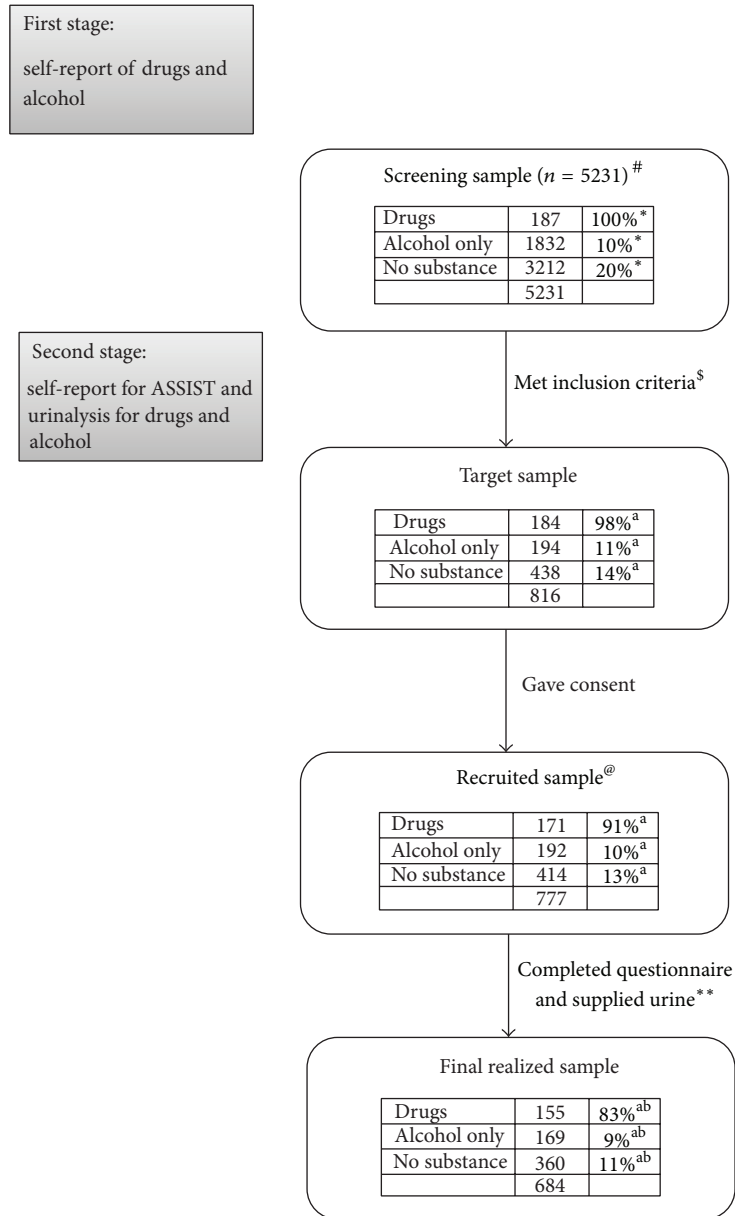 First stage:
self-report of drugs and
alcohol
Screening sample (n = 5231) #
Drugs 187 100%*
Alcohol only 1832 10%*
No substance 3212 20%*
5231
Second stage:
self-report for ASSIST and
urinalysis for drugs and
alcohol
Met inclusion criteria$
Target sample
Drugs 184 98%a
Alcohol only 194 11%a
No substance 438 14%a
816
Gave consent
Recruited sample@
Drugs 171 91%a
Alcohol only 192 10%a
No substance 414 13%a
777
Completed questionnaire
and supplied urine**
Final realized sample
Drugs 155 83%ab
Alcohol only 169 9%ab
No substance 360 11%ab
684